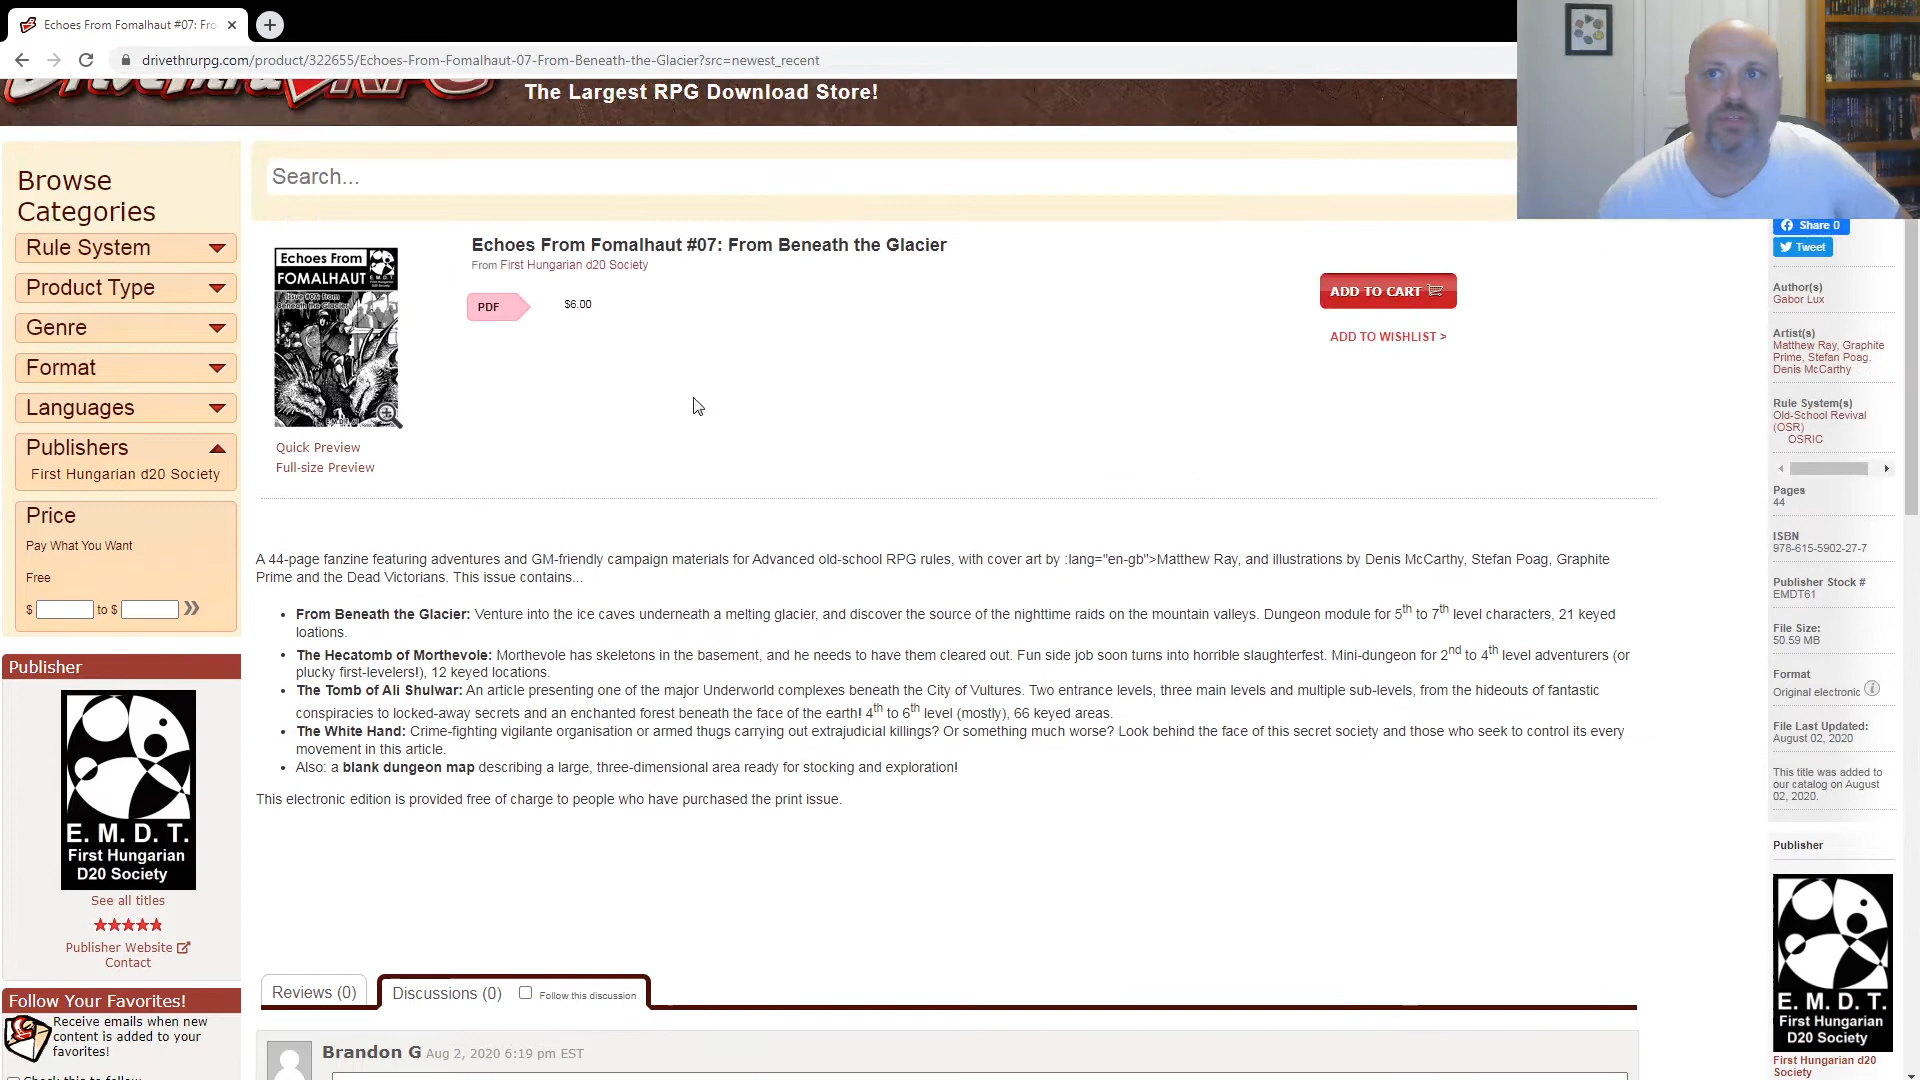 Echoes From Fomalhaut #07: Fro
drivethrurpg.com/product/322655/Echoes-From-Fomalhaut-07-From-Beneath-the-Glacier?src=newest_recent
The Largest RPG Download Store!
Browse
Categories
Rule System
Product Type
Genre
Format
Languages
Publishers
First Hungarian d20 Society
Price
Pay What You Want
Free
$ to $
Publisher
E. M. D. T.
First Hungarian
D20 Society
See all titles
Publisher Website
Contact
Follow Your Favorites!
Receive emails when new
content is added to your
favorites!
Search...
Echoes From
FOMALHAUT
E.M.D.T.
Quick Preview
Full-size Preview
Echoes From Fomalhaut #07: From Beneath the Glacier
From First Hungarian d20 Society
PDF
$6.00
ADD TO CART
ADD TO WISHLIST >
A 44-page fanzine featuring adventures and GM-friendly campaign materials for Advanced old-school RPG rules, with cover art by :lang="en-gb">Matthew Ray, and illustrations by Denis McCarthy, Stefan Poag, Graphite
Prime and the Dead Victorians. This issue contains...
• From Beneath the Glacier: Venture into the ice caves underneath a melting glacier, and discover the source of the nighttime raids on the mountain valleys. Dungeon module for 5th to 7th level characters, 21 keyed
loations.
• The Hecatomb of Morthevole: Morthevole has skeletons in the basement, and he needs to have them cleared out. Fun side job soon turns into horrible slaughterfest. Mini-dungeon for 2nd to 4th level adventurers (or
plucky first-levelers!), 12 keyed locations.
• The Tomb of Ali Shulwar: An article presenting one of the major Underworld complexes beneath the City of Vultures. Two entrance levels, three main levels and multiple sub-levels, from the hideouts of fantastic
conspiracies to locked-away secrets and an enchanted forest beneath the face of the earth! 4th to 6th level (mostly), 66 keyed areas.
• The White Hand: Crime-fighting vigilante organisation or armed thugs carrying out extrajudicial killings? Or something much worse? Look behind the face of this secret society and those who seek to control its every
movement in this article.
• Also: a blank dungeon map describing a large, three-dimensional area ready for stocking and exploration!
This electronic edition is provided free of charge to people who have purchased the print issue.
Reviews (0)
Discussions (0)
Follow this discussion
Brandon G Aug 2, 2020 6:19 pm EST
Share 0
Tweet
Author(s)
Gabor Lux
Artist(s)
Matthew Ray, Graphite
Prime, Stefan Poag,
Denis McCarthy
Rule System(s)
Old-School Revival
(OSR)
OSRIC
Pages
44
ISBN
978-615-5902-27-7
Publisher Stock #
EMDT61
File Size:
50.59 MB
Format
Original electronic
File Last Updated:
August 02, 2020
This title was added to
our catalog on August
02, 2020.
Publisher
E. M. D. T.
First Hungarian
D20 Society
First Hungarian d20
Society